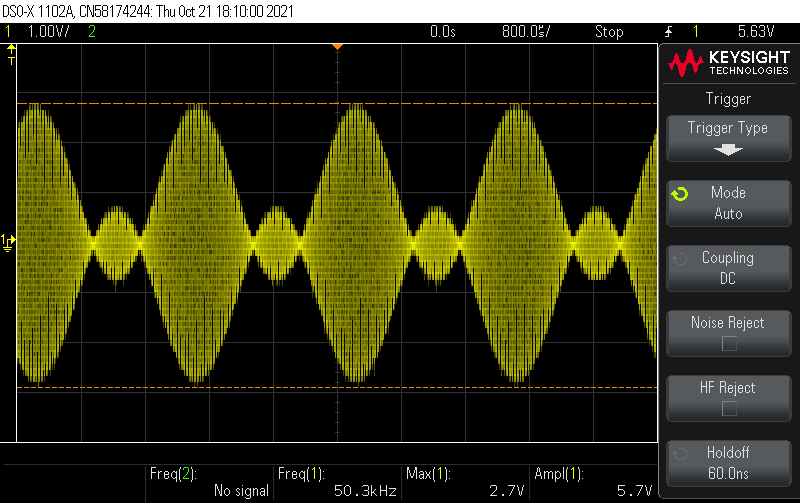 DSO-X 1102A, CN58174244: Thu Oct 21 18:10:00 2021
1 1.00V/ 2 0.0s 800.0µs/ Stop 1 5.63V
T
1
KEYSIGHT
TECHNOLOGIES
Trigger
Trigger Type
Mode
Auto
Coupling
DC
Noise Reject
HF Reject
Holdoff
60.0ns
Freq(2): Freq(1): Max(1): Ampl(1):
No signal 50.3kHz 2.7V 5.7V